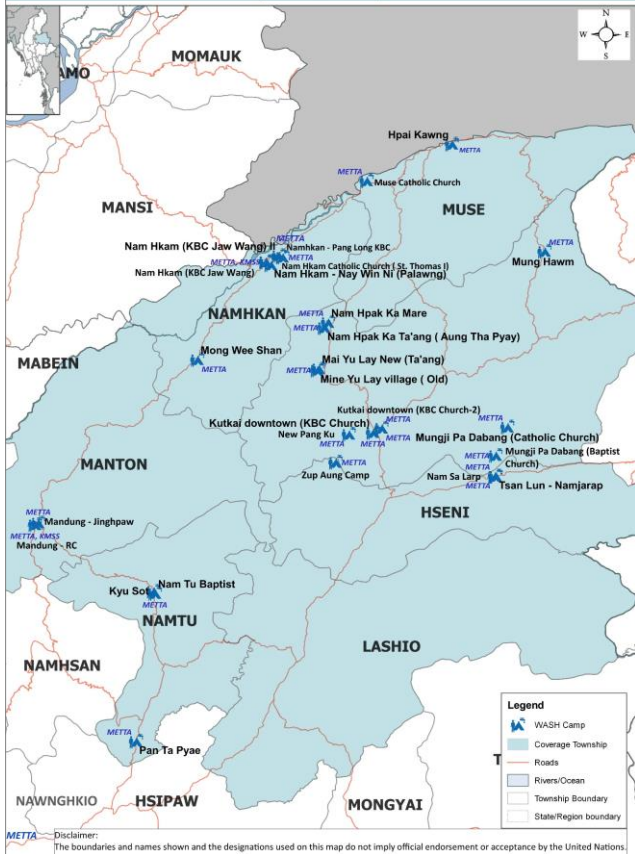 MOMAUK
AMO
N
W
E
S
Hpai Kawng
METTA
METTA
Muse Catholic Church
MANSI
MUSE
METTA
METTA
Nam Hkam (KBC Jaw Wang) II
Namhkan - Pang Long KBC
METTA, KMSS
METTA
Mung Hawm
Nam Hkam Catholic Church ( St. Thomas I)
Nam Hkam (KBC Jaw Wang)
Nam Hkam - Nay Win Ni (Palawng)
NAMHKAN
METTA
Nam Hpak Ka Mare
METTA
Nam Hpak Ka Ta'ang ( Aung Tha Pyay)
MABEIN
Mong Wee Shan
METTA
METTA
Mai Yu Lay New (Ta'ang)
Mine Yu Lay village ( Old)
Kutkai downtown (KBC Church-2)
Kutkai downtown (KBC Church)
METTA
New Pang Ku
METTA
METTA
METTA
Mungji Pa Dabang (Catholic Church)
METTA
Mungji Pa Dabang (Baptist
Church)
METTA
MANTON
METTA
Zup Aung Camp
METTA
Nam Sa Larp
METTA
Tsan Lun - Namjarap
HSENI
METTA
Mandung - Jinghpaw
METTA, KMSS
Mandung - RC
Nam Tu Baptist
Kyu Sot
METTA
NAMTU
LASHIO
NAMHSAN
METTA
Pan Ta Pyae
Legend
WASH Camp
Coverage Township
Roads
Rivers/Ocean
Township Boundary
State/Region boundary
T
NAWNGHKIO
HSIPAW
MONGYAI
METTA
Disclaimer:
The boundaries and names shown and the designations used on this map do not imply official endorsement or acceptance by the United Nations.